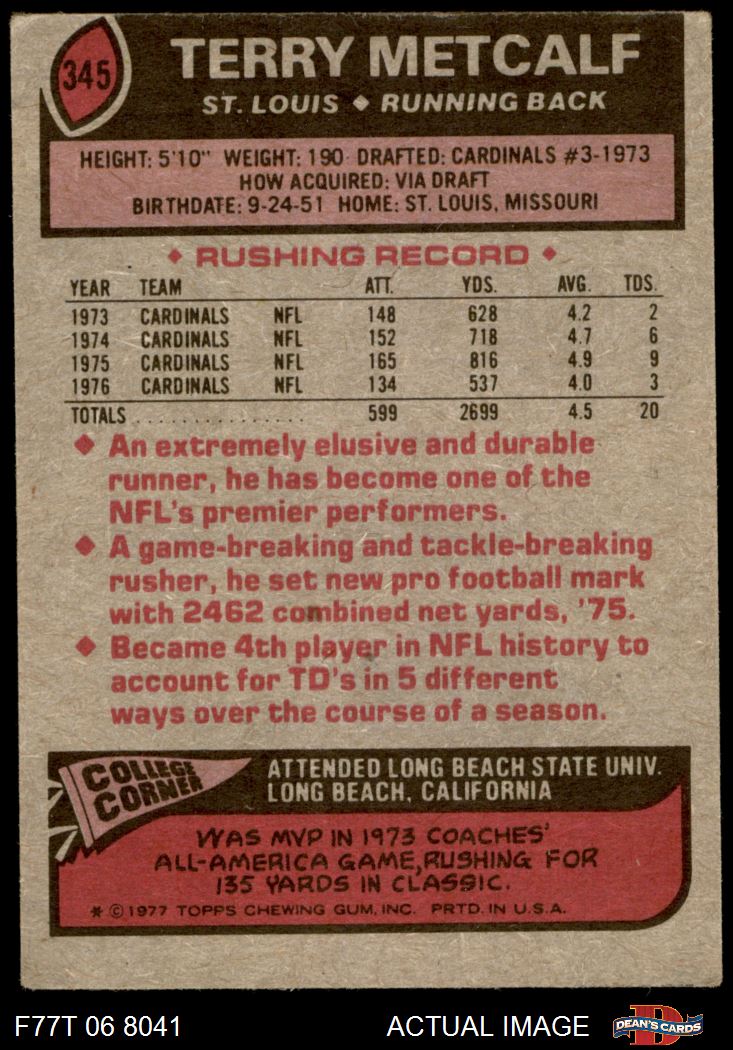 345
TERRY METCALF
ST. LOUIS ◆ RUNNING BACK
HEIGHT: 5'10" WEIGHT: 190 DRAFTED: CARDINALS #3-1973
HOW ACQUIRED: VIA DRAFT
BIRTHDATE: 9-24-51 HOME: ST. LOUIS, MISSOURI
◆ RUSHING RECORD ◆
YEAR TEAM ATT. YDS. AVG. TDS.
1973 CARDINALS NFL 148 628 4.2 2
1974 CARDINALS NFL 152 718 4.7 6
1975 CARDINALS NFL 165 816 4.9 9
1976 CARDINALS NFL 134 537 4.0 3
TOTALS . . . . . . . . . . . . . . . 599 2699 4.5 20
◆ An extremely elusive and durable
runner, he has become one of the
NFL's premier performers.
◆ A game-breaking and tackle-breaking
rusher, he set new pro football mark
with 2462 combined net yards, '75.
◆ Became 4th player in NFL history to
account for TD's in 5 different
ways over the course of a season.
COLLEGE
CORNER
ATTENDED LONG BEACH STATE UNIV.
LONG BEACH, CALIFORNIA
WAS MVP IN 1973 COACHES'
ALL-AMERICA GAME, RUSHING FOR
135 YARDS IN CLASSIC.
* © 1977 TOPPS CHEWING GUM, INC. PRTD. IN U.S.A.
F77T 06 8041 ACTUAL IMAGE
D
DEAN'S CARDS